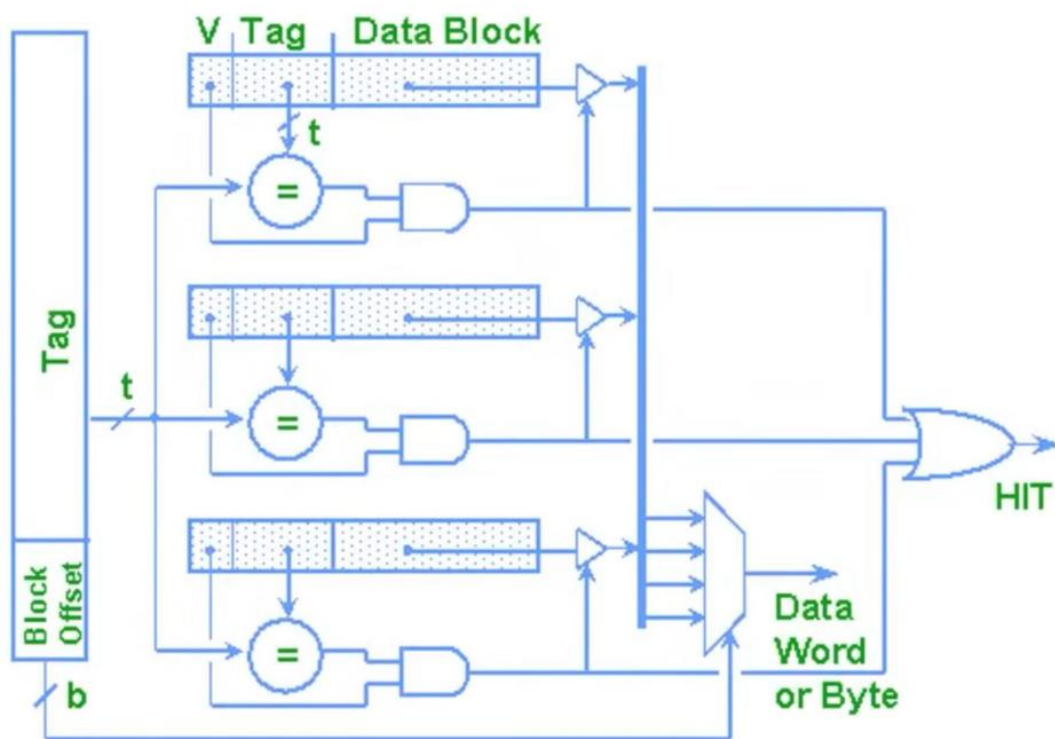 V Tag Data Block
t
=
Tag
t
=
HIT
Block
Offset
=
Data
Word
or Byte
b